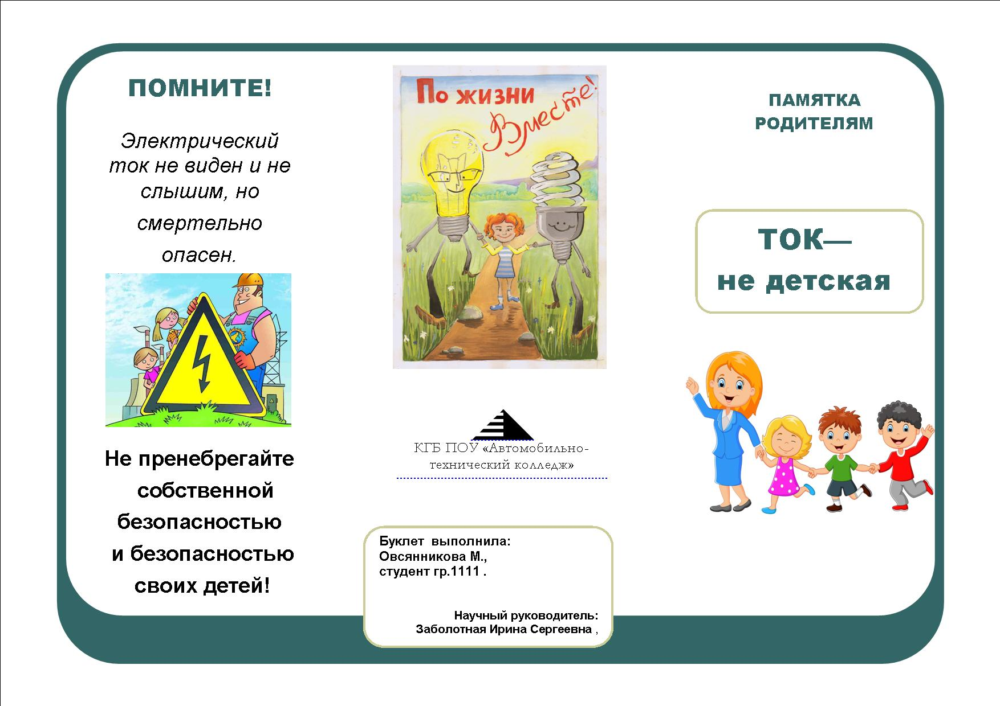 ПОМНИТЕ!
Электрический
ток не виден и не
слышим, но
смертельно
опасен.
Не пренебрегайте
собственной
безопасностью
и безопасностью
своих детей!
По жизни
Вместе!
КГБ ПОУ «Автомобильно-
технический колледж»
Буклет выполнила:
Овсянникова М.,
студент гр.1111 .
Научный руководитель:
Заболотная Ирина Сергеевна ,
ПАМЯТКА
РОДИТЕЛЯМ
ТОК—
не детская